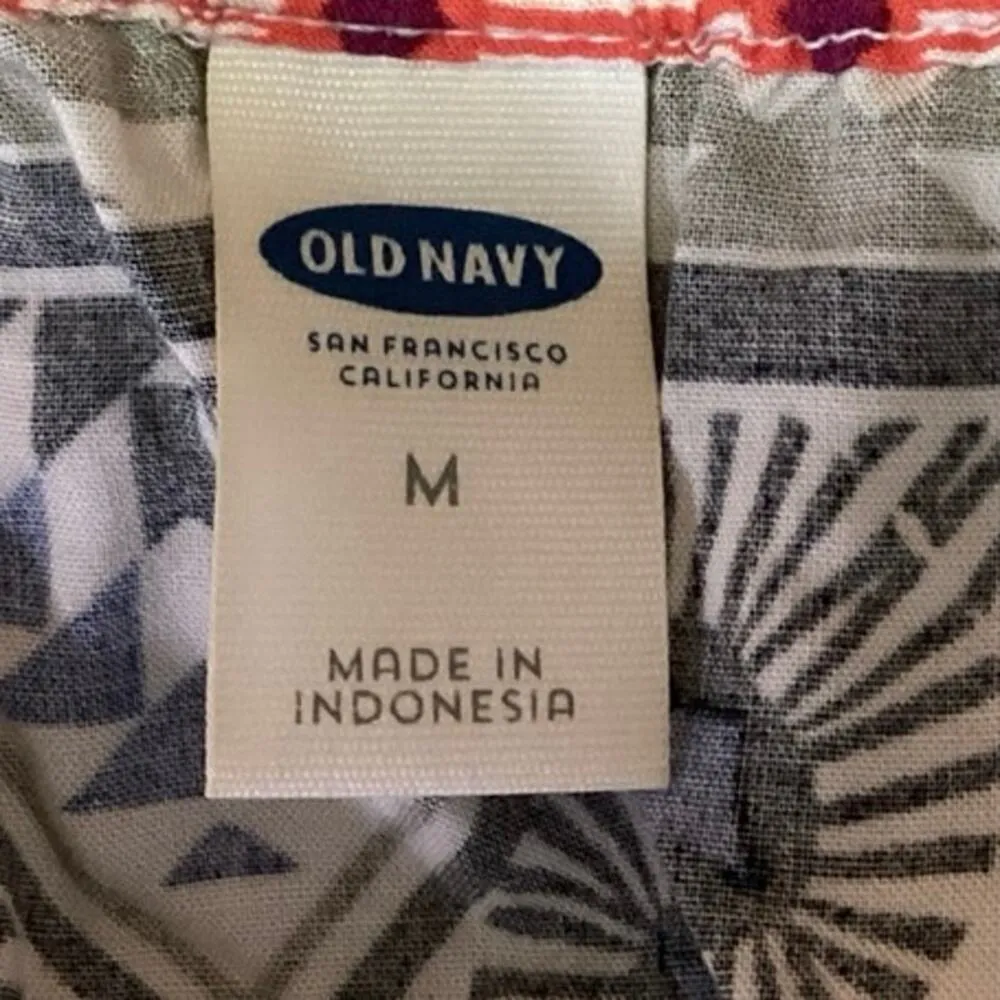 OLD NAVY
SAN FRANCISCO
CALIFORNIA
M
MADE IN
INDONESIA